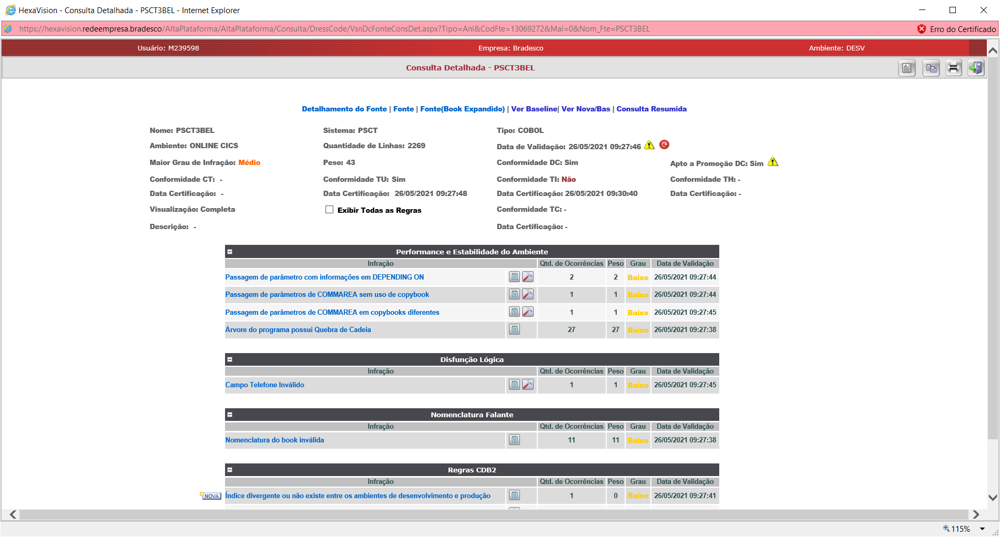 HexaVision - Consulta Detalhada - PSCT3BEL - Internet Explorer
https://hexavision.redeempresa.bradesco/AltaPlataforma/AltaPlataforma/Consulta/DressCode/VsnDcFonteConsDet.aspx?Tipo=Anl&CodFte=13069272&Mal=0&Nom_Fte=PSCT3BEL Erro do Certificado
Usuário: M239598 Empresa: Bradesco Ambiente: DESV
Consulta Detalhada - PSCT3BEL
Detalhamento do Fonte | Fonte | Fonte(Book Expandido) | Ver Baseline| Ver Nova/Bas | Consulta Resumida
Nome: PSCT3BEL Sistema: PSCT Tipo: COBOL
Ambiente: ONLINE CICS Quantidade de Linhas: 2269 Data de Validação: 26/05/2021 09:27:46
Maior Grau de Infração: Médio Peso: 43 Conformidade DC: Sim Apto a Promoção DC: Sim
Conformidade CT: - Conformidade TU: Sim Conformidade TI: Não Conformidade TH: -
Data Certificação: - Data Certificação: 26/05/2021 09:27:48 Data Certificação: 26/05/2021 09:30:40 Data Certificação: -
Visualização: Completa Exibir Todas as Regras Conformidade TC: -
Descrição: - Data Certificação: -
Performance e Estabilidade do Ambiente
Infração Qtd. de Ocorrências Peso Grau Data de Validação
Passagem de parâmetro com informações em DEPENDING ON 2 2 Baixo 26/05/2021 09:27:44
Passagem de parâmetros de COMMAREA sem uso de copybook 1 1 Baixo 26/05/2021 09:27:44
Passagem de parâmetros de COMMAREA em copybooks diferentes 1 1 Baixo 26/05/2021 09:27:45
Árvore do programa possui Quebra de Cadeia 27 27 Baixo 26/05/2021 09:27:38
Disfunção Lógica
Infração Qtd. de Ocorrências Peso Grau Data de Validação
Campo Telefone Inválido 1 1 Baixo 26/05/2021 09:27:45
Nomenclatura Falante
Infração Qtd. de Ocorrências Peso Grau Data de Validação
Nomenclatura do book inválida 11 11 Baixo 26/05/2021 09:27:38
Regras CDB2
Infração Qtd. de Ocorrências Peso Grau Data de Validação
NOVA Índice divergente ou não existe entre os ambientes de desenvolvimento e produção 1 0 Baixo 26/05/2021 09:27:41
115%